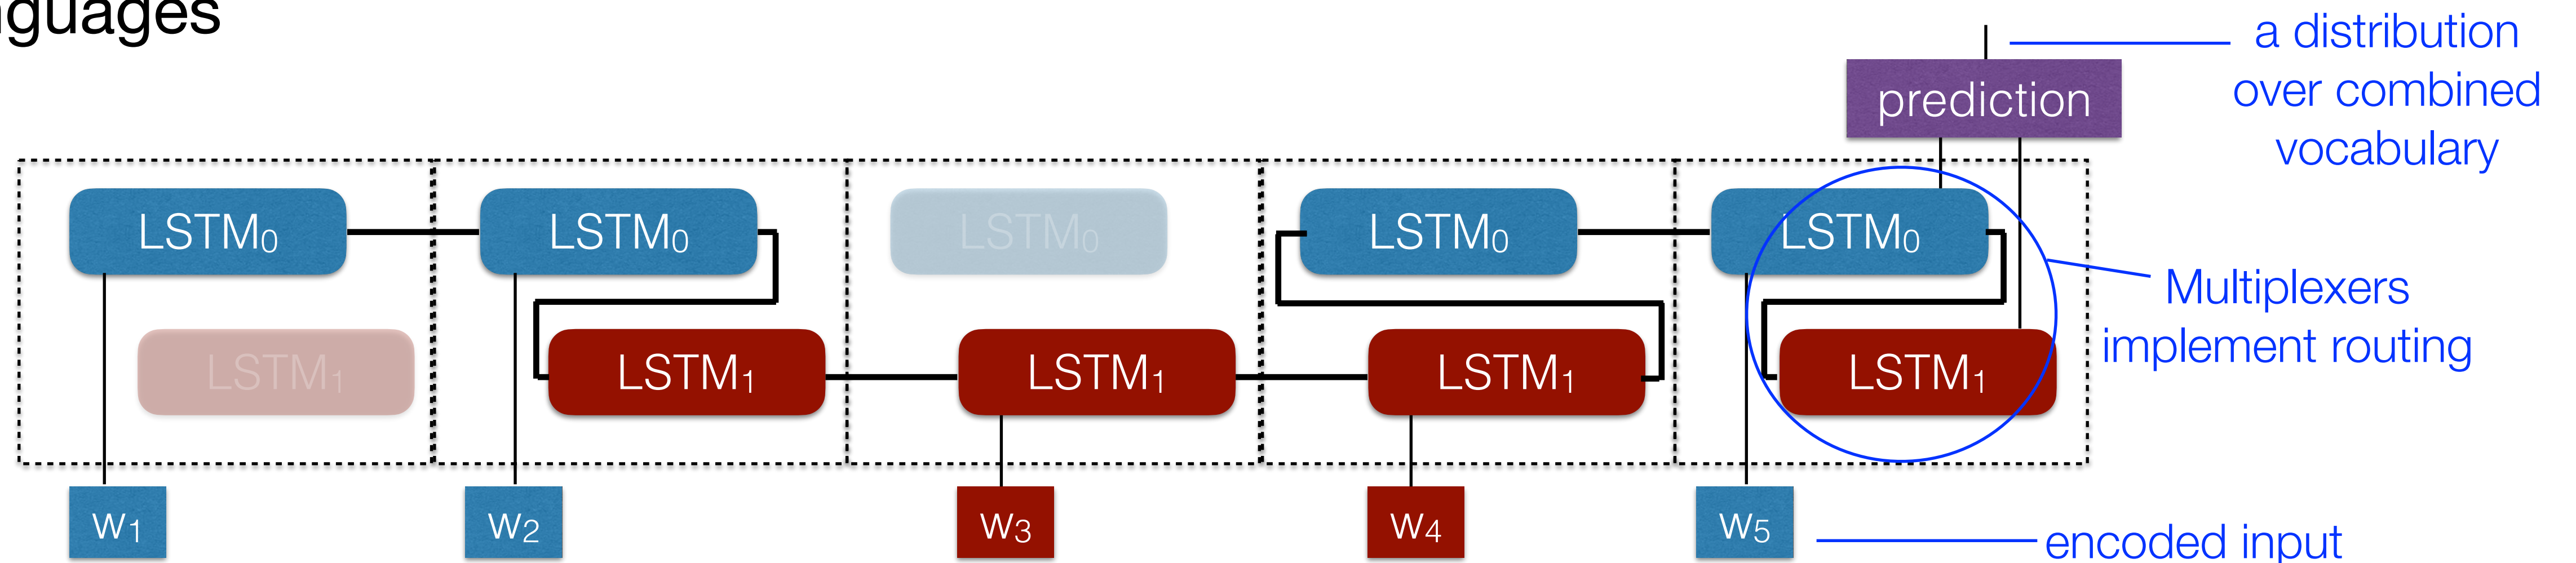 nguages
a distribution
over combined
vocabulary
prediction
LSTM0
LSTM0
LSTM0
LSTM0
LSTM0
Multiplexers
implement routing
LSTM1
LSTM1
LSTM1
LSTM1
LSTM1
w1
w2
w3
w4
w5
encoded input